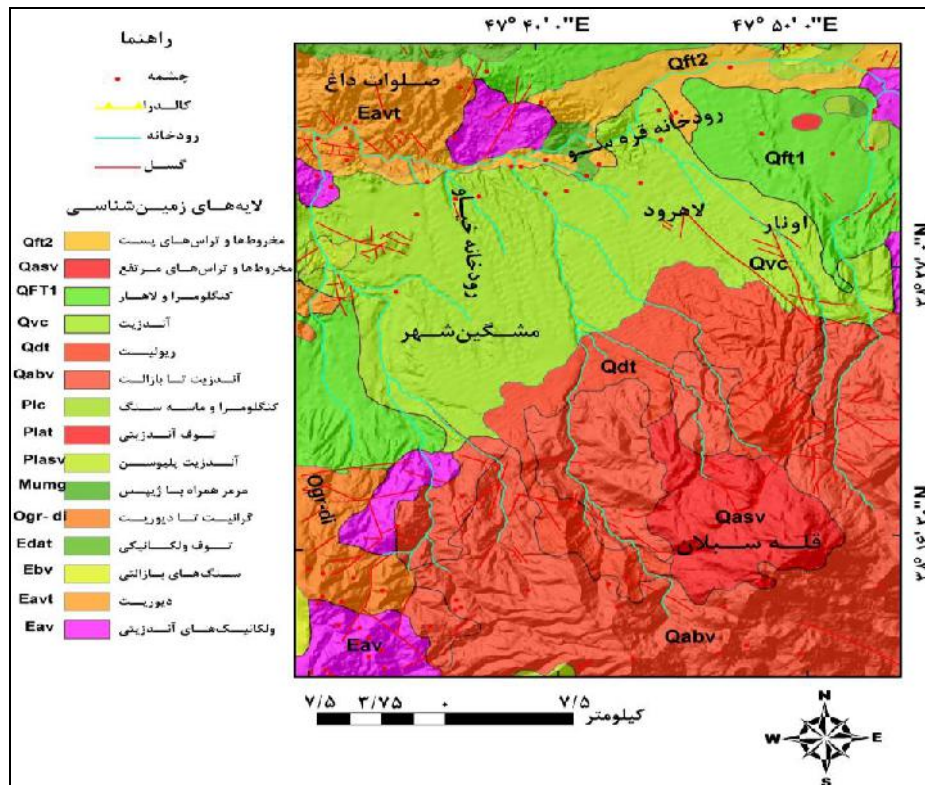 راهنما
چشمه
کالدرا
رودخانه
گسل
لایه‌های زمین‌شناسی
Qft2 مخروط‌ها و تراس‌های پست
Qasv مخروط‌ها و تراس‌های مرتفع
QFT1 کنگلومرا و لاهار
Qvc آندزیت
Qdt ریولیت
Qabv آندزیت تا بازالت
Plc کنگلومرا و ماسه سنگ
Plat توف آندزیتی
Plasv آندزیت پلیوسن
Mumg مرمر همراه با ژیپس
Ogr- di گرانیت تا دیوریت
Edat توف ولکانیکی
Ebv سنگ‌های بازالتی
Eavt دیوریت
Eav ولکانیک‌های آندزیتی
۴۷° ۴۰' ۰"E
۴۷° ۵۰' ۰"E
صلوات داغ
Eavt
Qft2
رودخانه قره سو
Qft1
رودخانه خیاو
لاهرود
اونار
Qvc
مشگین‌شهر
Qdt
Ogr-di
Qasv
قله سبلان
Qabv
Eav
۷/۵ ۳/۷۵ ۰ ۷/۵
کیلومتر
N
W E
S